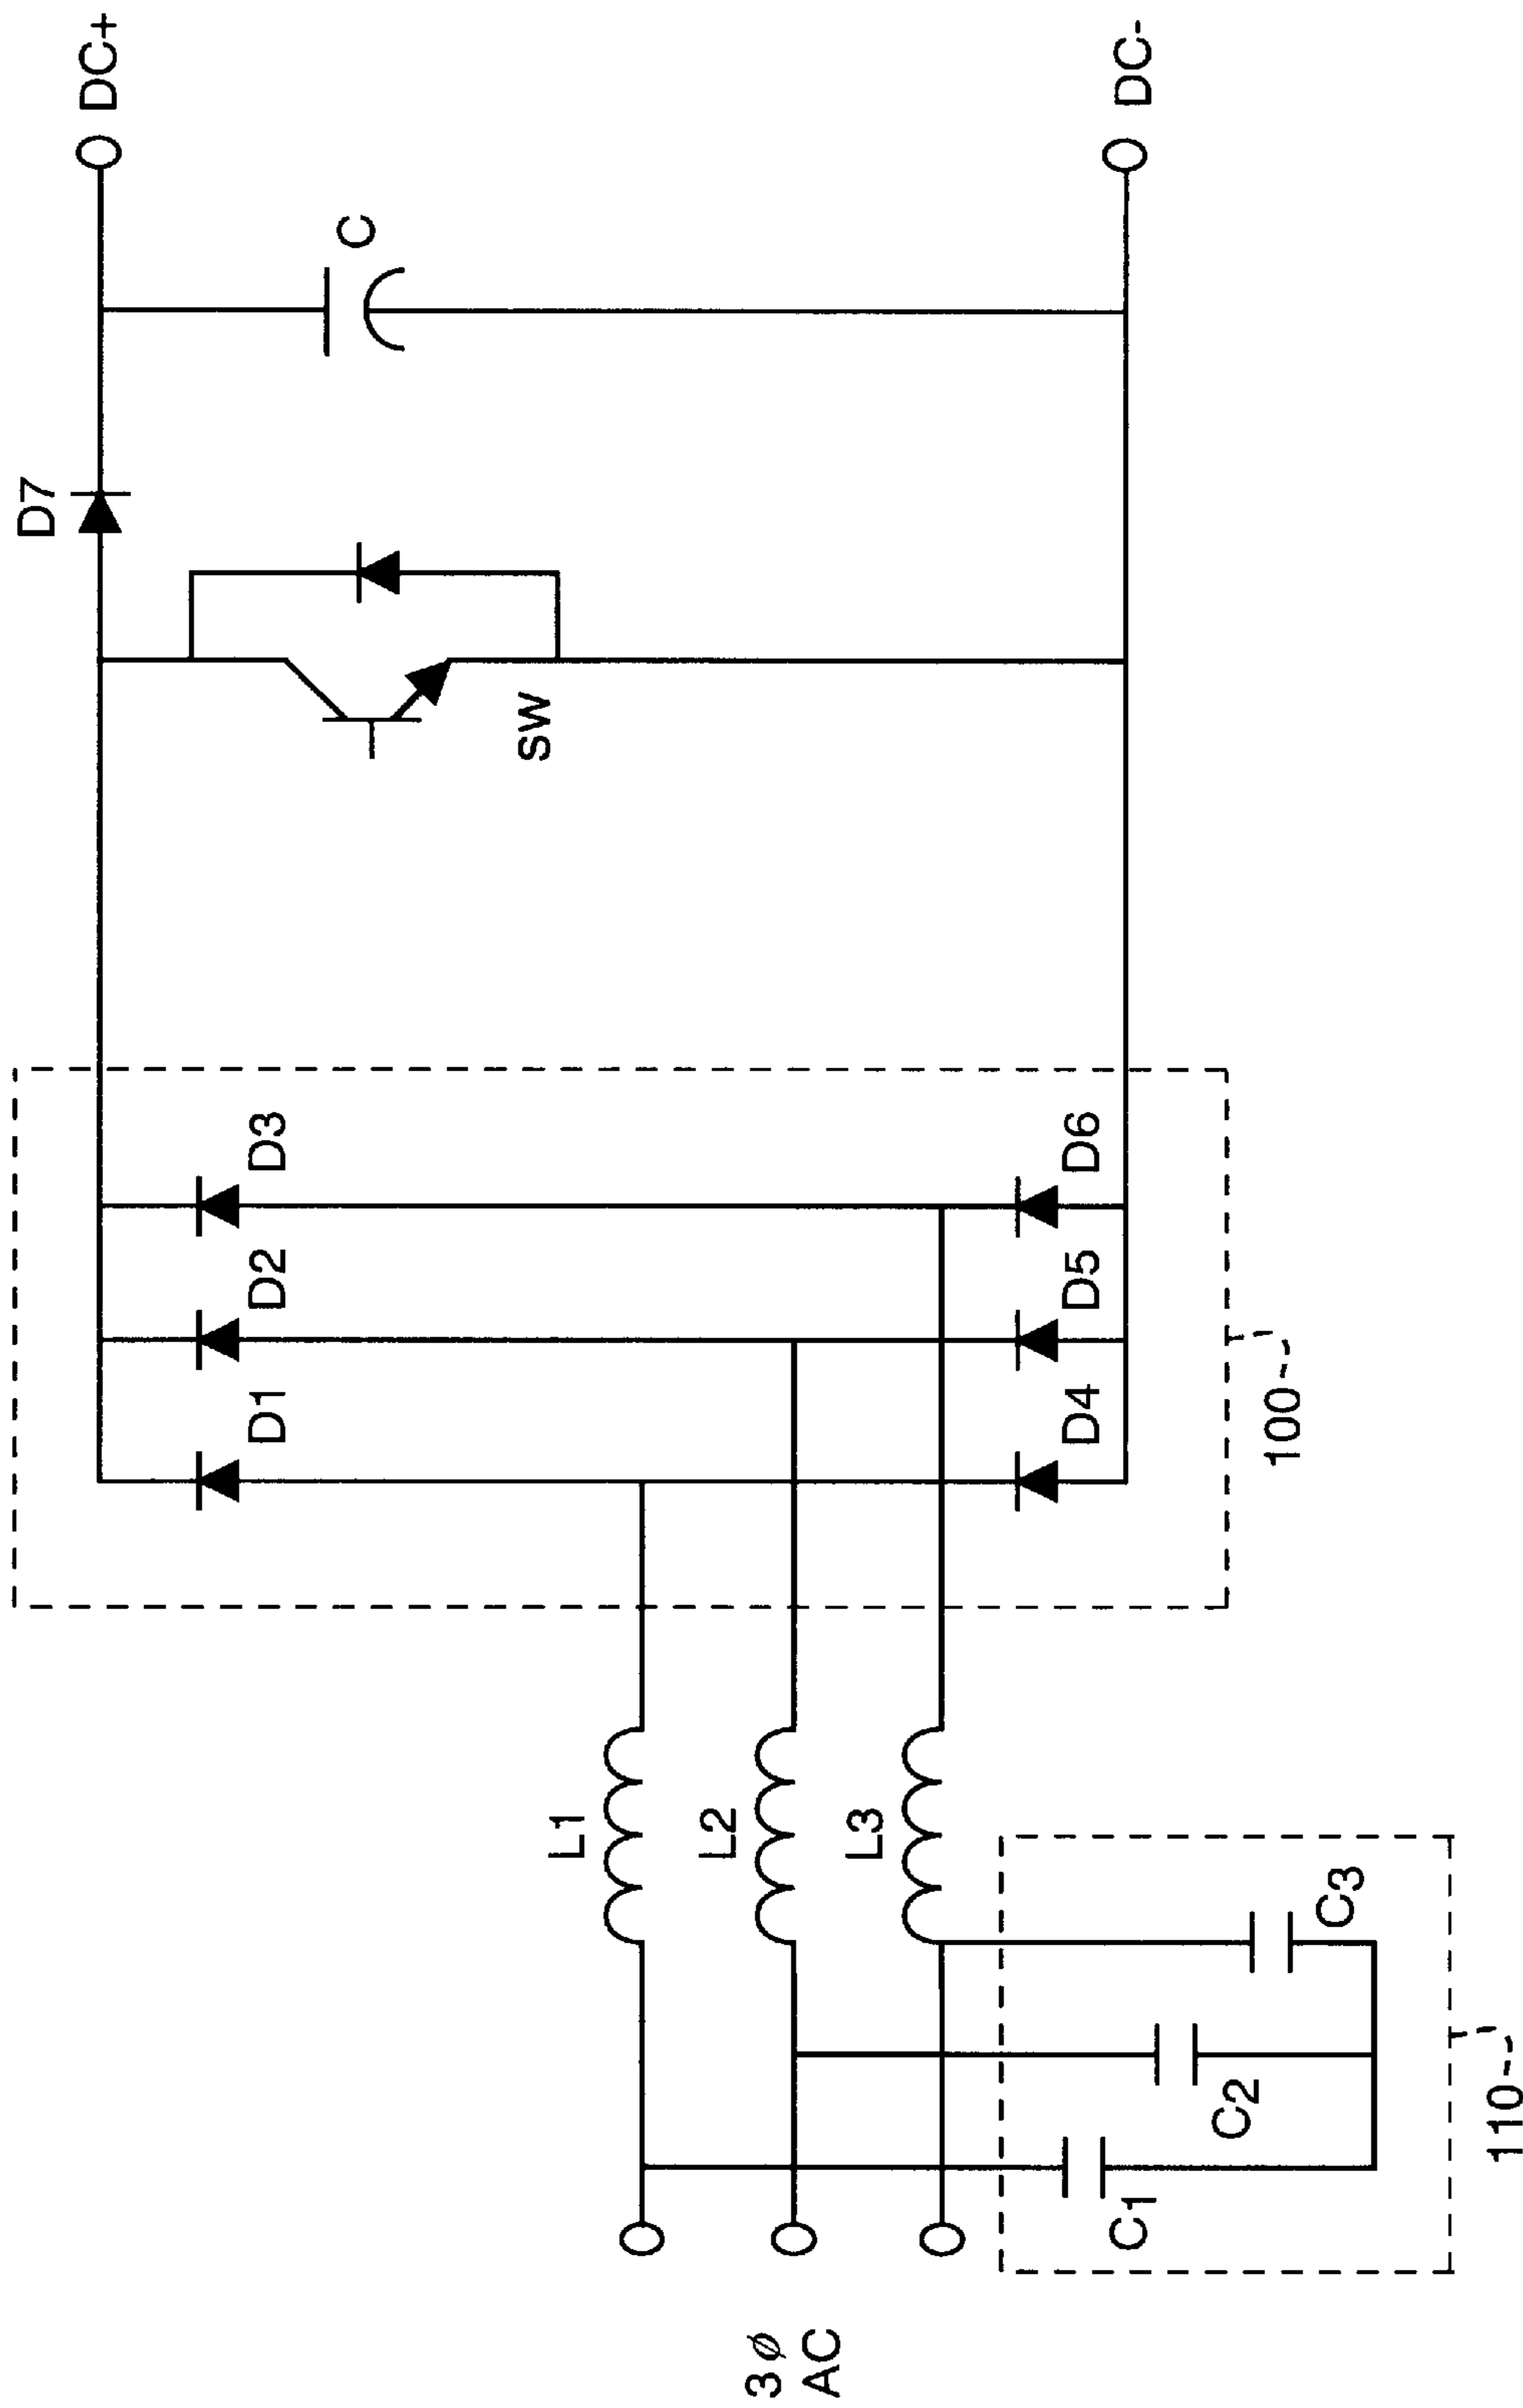 3ø
AC
L1
L2
L3
C1
C2
C3
110
D1
D2
D3
D4
D5
D6
100
SW
D7
C
DC+
DC-